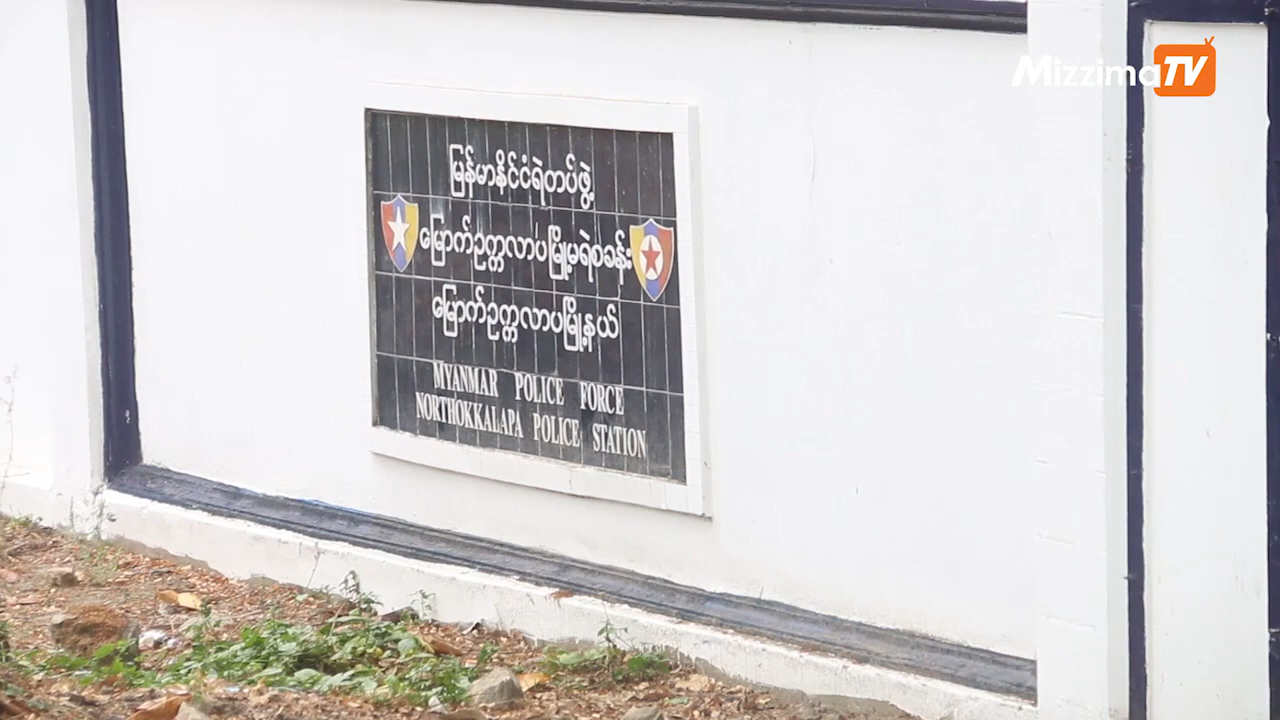 Mizzima TV
မြန်မာနိုင်ငံရဲတပ်ဖွဲ့
မြောက်ဥက္ကလာပမြို့မရဲစခန်း
မြောက်ဥက္ကလာပမြို့နယ်
MYANMAR POLICE FORCE
NORTHOKKALAPA POLICE STATION